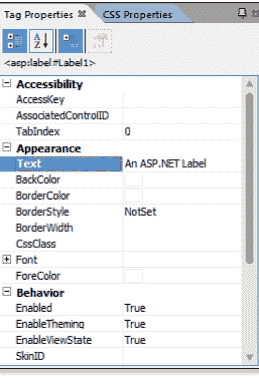 Tag Properties CSS Properties
<asp:label#Label1>
Accessibility
AccessKey
AssociatedControlID
TabIndex 0
Appearance
Text An ASP.NET Label
BackColor
BorderColor
BorderStyle NotSet
BorderWidth
CssClass
Font
ForeColor
Behavior
Enabled True
EnableTheming True
EnableViewState True
SkinID